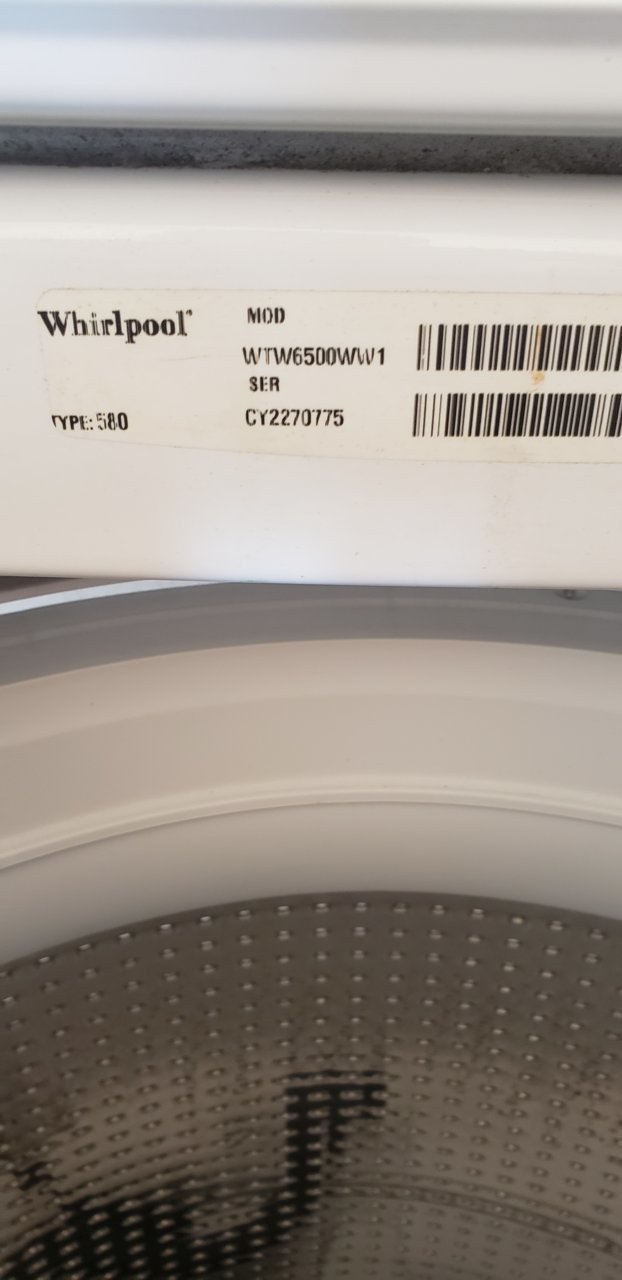 Whirlpool®
MOD
WTW6500WW1
SER
CY2270775
TYPE: 580